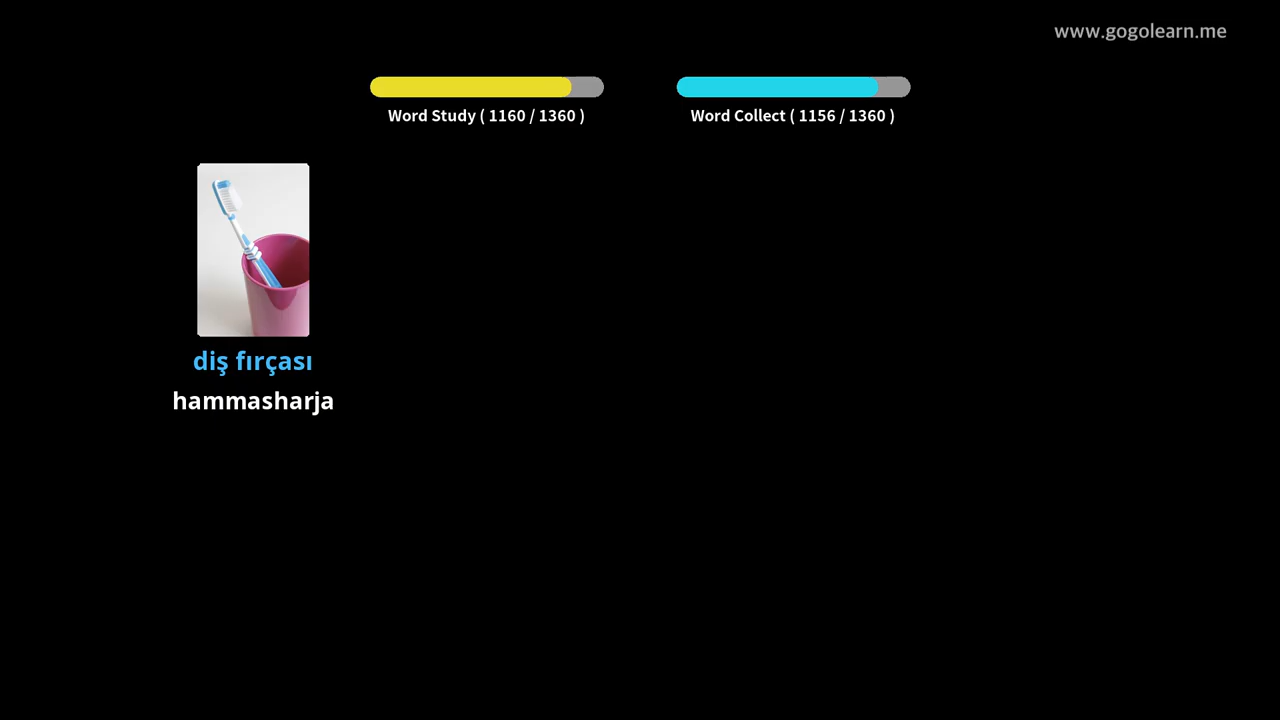 www.gogolearn.me
Word Study ( 1160 / 1360 )
Word Collect ( 1156 / 1360 )
diş fırçası
hammasharja